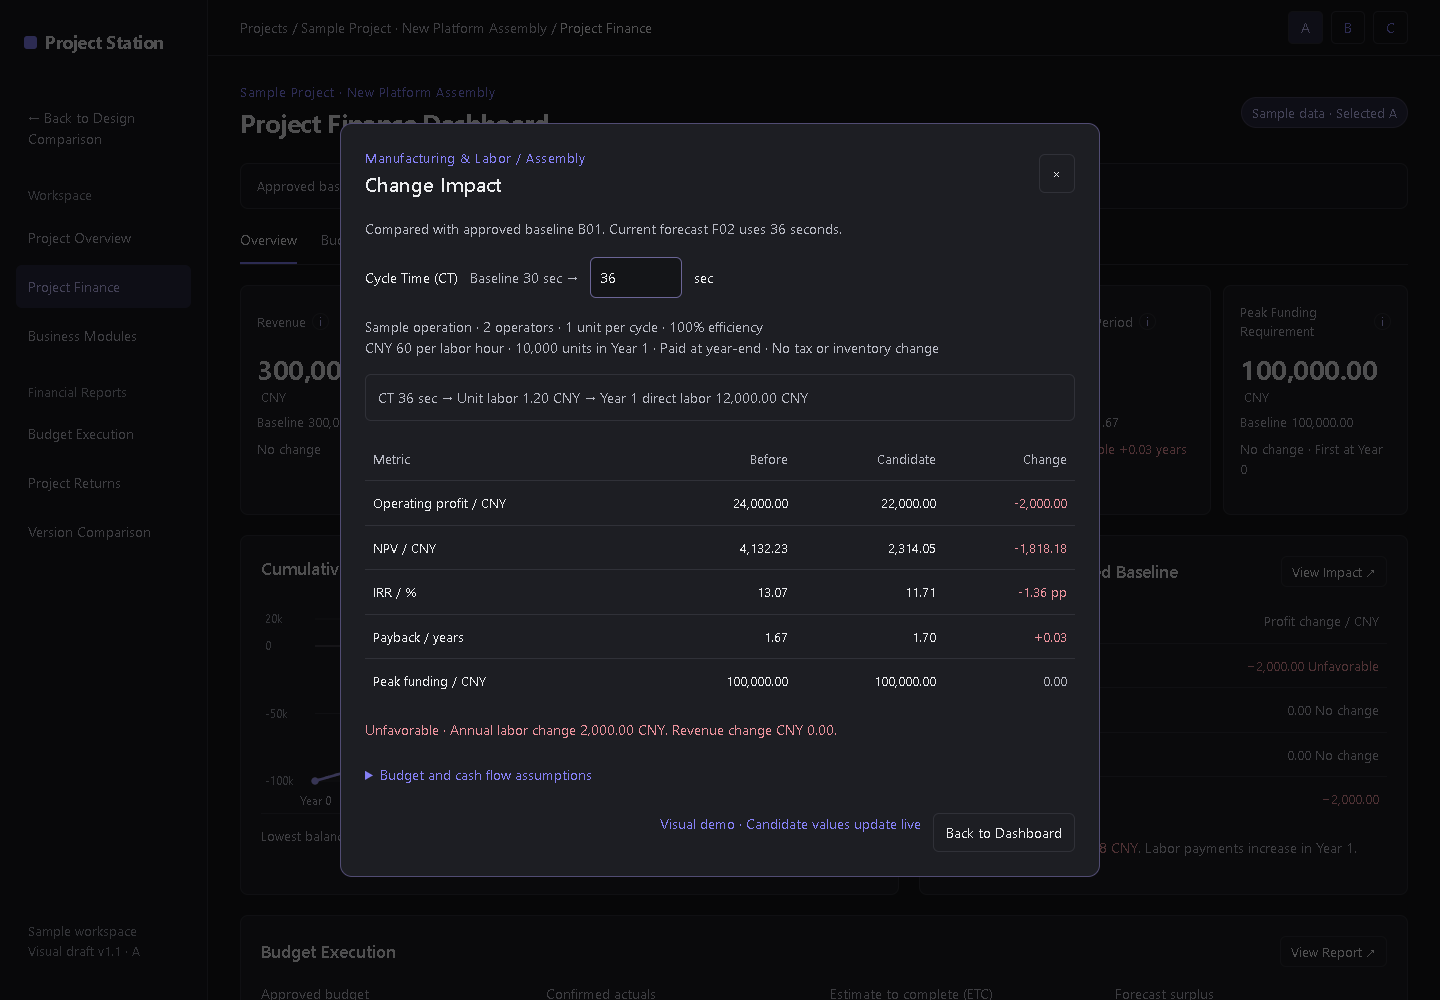 Project Station
Projects / Sample Project · New Platform Assembly / Project Finance
A B C
← Back to Design
Comparison
Workspace
Project Overview
Project Finance
Business Modules
Financial Reports
Budget Execution
Project Returns
Version Comparison
Sample workspace
Visual draft v1.1 · A
Sample Project · New Platform Assembly
Project Finance Dashboard
Sample data · Selected A
Approved bas
Overview Bu
Revenue i
300,00
CNY
Baseline 300,0
No change
Period i
.67
+0.03 years
Peak Funding
Requirement i
100,000.00
CNY
Baseline 100,000.00
No change · First at Year
0
Manufacturing & Labor / Assembly
Change Impact
×
Compared with approved baseline B01. Current forecast F02 uses 36 seconds.
Cycle Time (CT) Baseline 30 sec → 36 sec
Sample operation · 2 operators · 1 unit per cycle · 100% efficiency
CNY 60 per labor hour · 10,000 units in Year 1 · Paid at year-end · No tax or inventory change
CT 36 sec → Unit labor 1.20 CNY → Year 1 direct labor 12,000.00 CNY
Metric Before Candidate Change
Operating profit / CNY 24,000.00 22,000.00 -2,000.00
NPV / CNY 4,132.23 2,314.05 -1,818.18
IRR / % 13.07 11.71 -1.36 pp
Payback / years 1.67 1.70 +0.03
Peak funding / CNY 100,000.00 100,000.00 0.00
Unfavorable · Annual labor change 2,000.00 CNY. Revenue change CNY 0.00.
▶ Budget and cash flow assumptions
Visual demo · Candidate values update live
Back to Dashboard
Cumulativ
20k
0
-50k
-100k
Year 0
Lowest balanc
d Baseline
View Impact ↗
Profit change / CNY
−2,000.00 Unfavorable
0.00 No change
0.00 No change
−2,000.00
8 CNY. Labor payments increase in Year 1.
Budget Execution
View Report ↗
Approved budget Confirmed actuals Estimate to complete (ETC) Forecast surplus